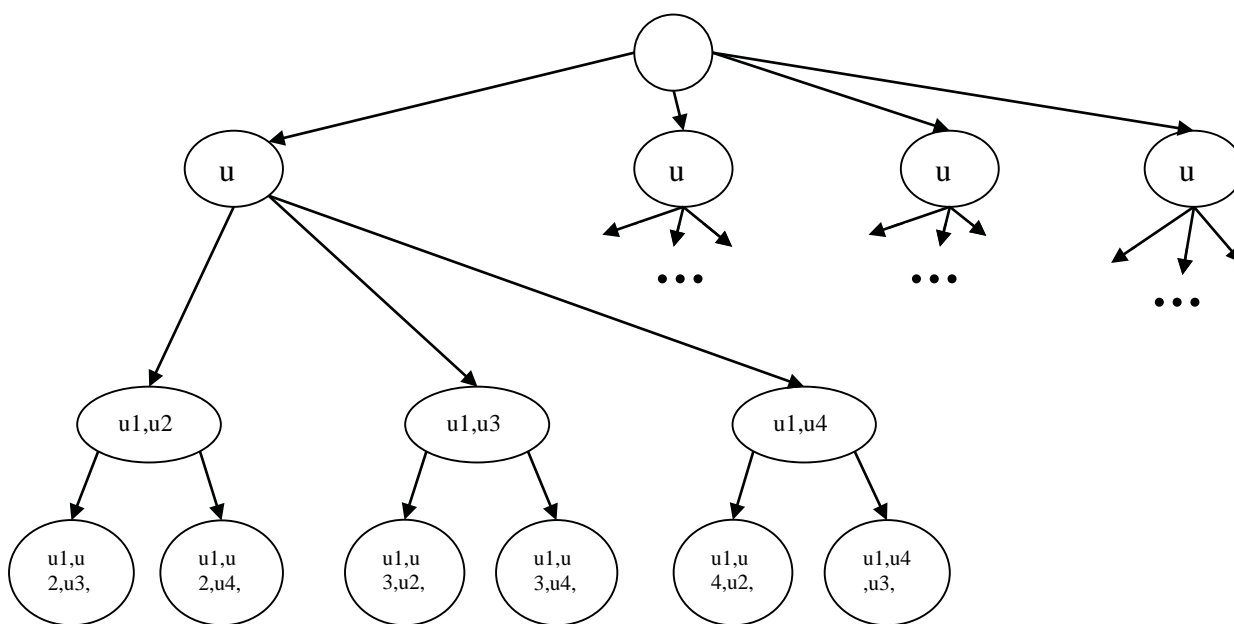 u
u
u
u
•••
•••
•••
u1,u2
u1,u3
u1,u4
u1,u
2,u3,
u1,u
2,u4,
u1,u
3,u2,
u1,u
3,u4,
u1,u
4,u2,
u1,u4
,u3,